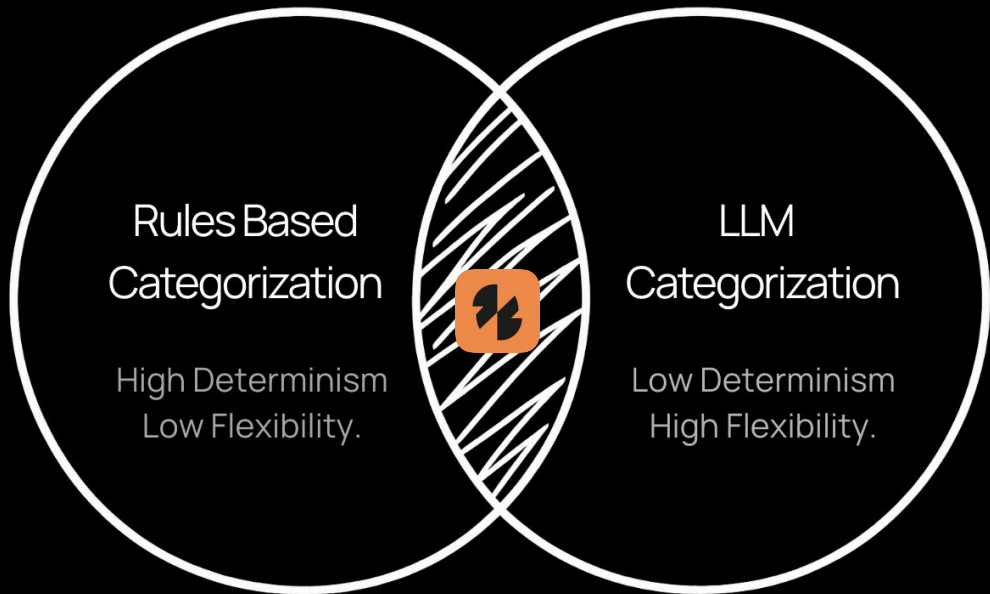 Rules Based
Categorization
High Determinism
Low Flexibility.
LLM
Categorization
Low Determinism
High Flexibility.